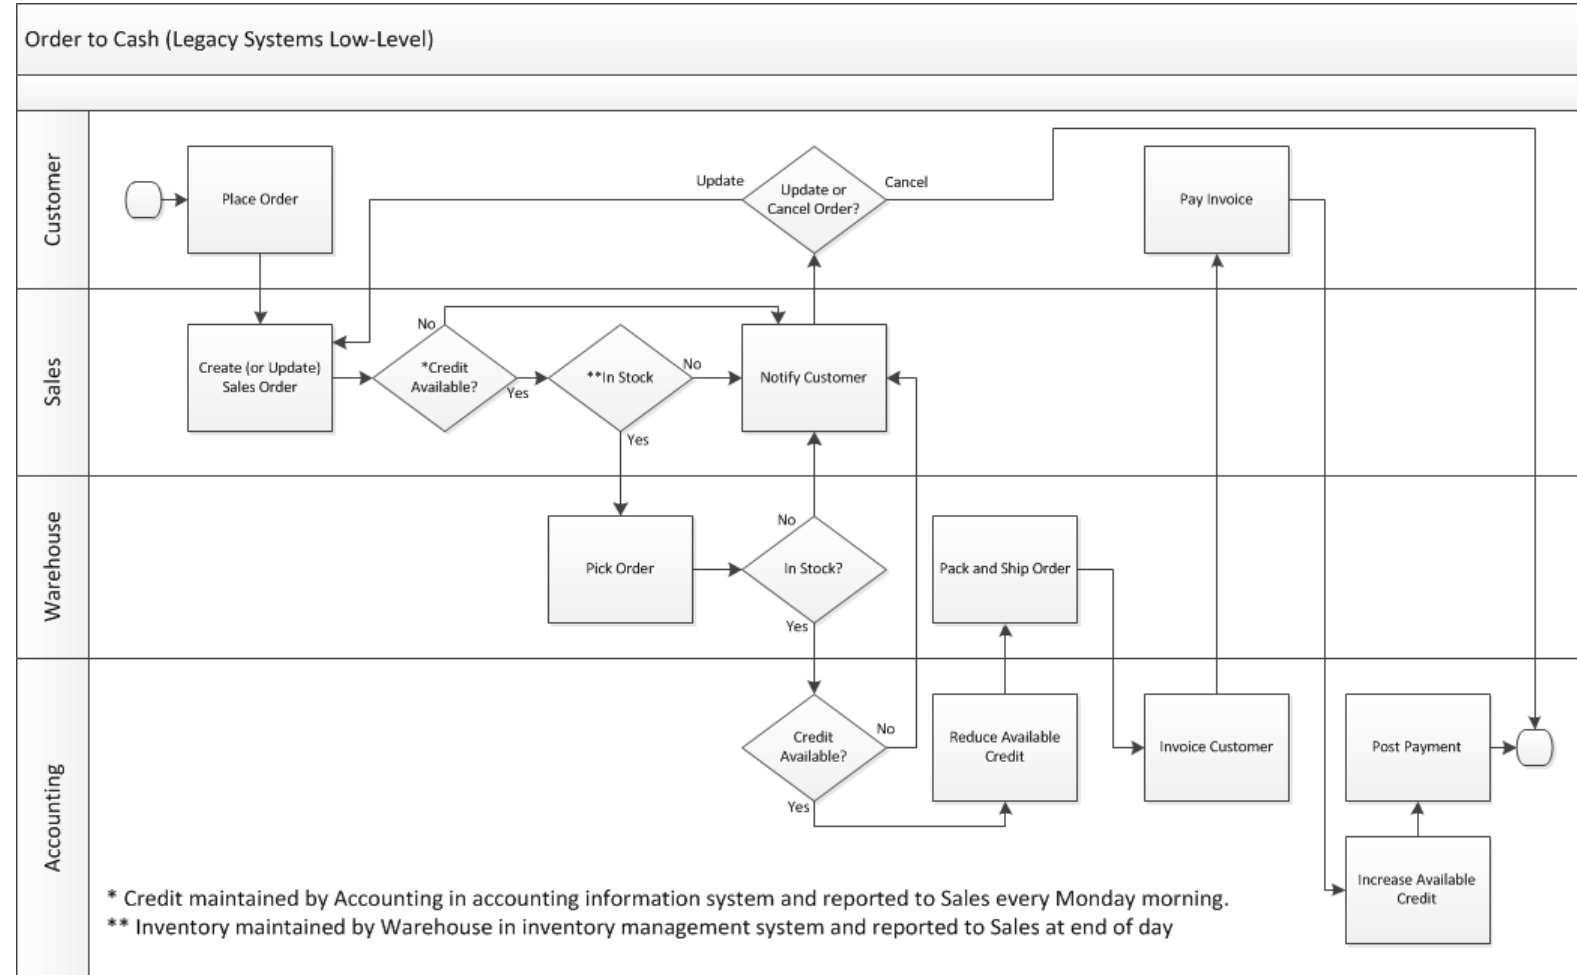 Order to Cash (Legacy Systems Low-Level)
Customer
Place Order
Update
Update or
Cancel Order?
Cancel
Pay Invoice
Sales
Create (or Update)
Sales Order
No
*Credit
Available?
Yes
**In Stock
No
Yes
Notify Customer
Warehouse
Pick Order
No
In Stock?
Yes
Pack and Ship Order
Accounting
Credit
Available?
No
Yes
Reduce Available
Credit
Invoice Customer
Post Payment
Increase Available
Credit
* Credit maintained by Accounting in accounting information system and reported to Sales every Monday morning.
** Inventory maintained by Warehouse in inventory management system and reported to Sales at end of day